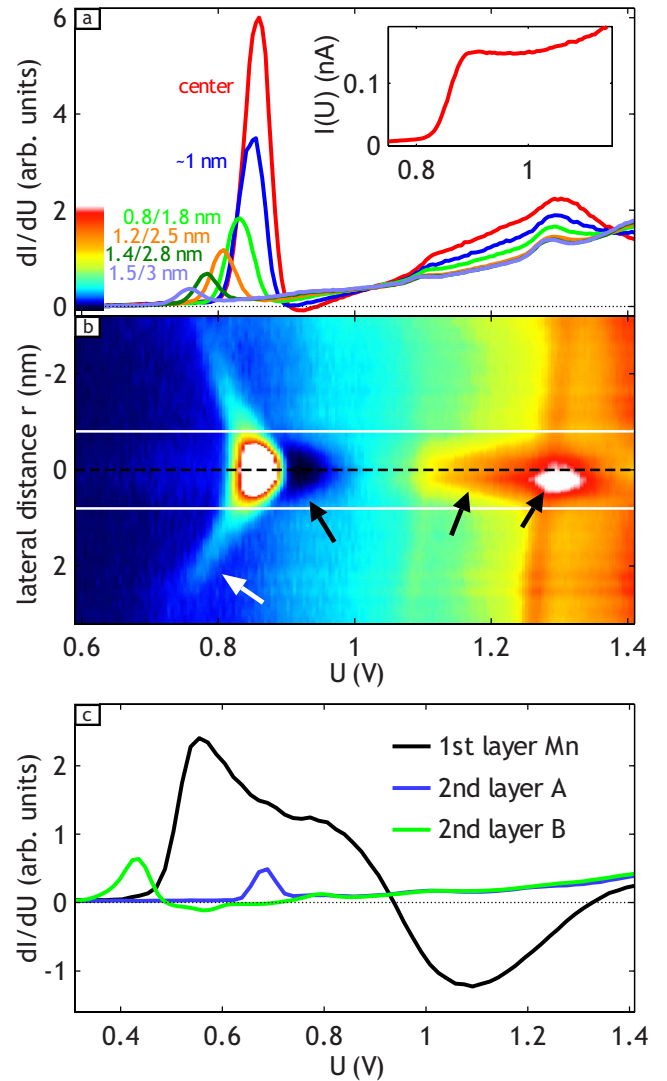 a
6
4
2
0
dI/dU (arb. units)
center
~1 nm
0.8/1.8 nm
1.2/2.5 nm
1.4/2.8 nm
1.5/3 nm
I(U) (nA)
0.1
0
0.8
1
b
-2
0
2
lateral distance r (nm)
0.6
0.8
1
1.2
1.4
U (V)
c
2
1
0
-1
dI/dU (arb. units)
1st layer Mn
2nd layer A
2nd layer B
0.4
0.6
0.8
1
1.2
1.4
U (V)